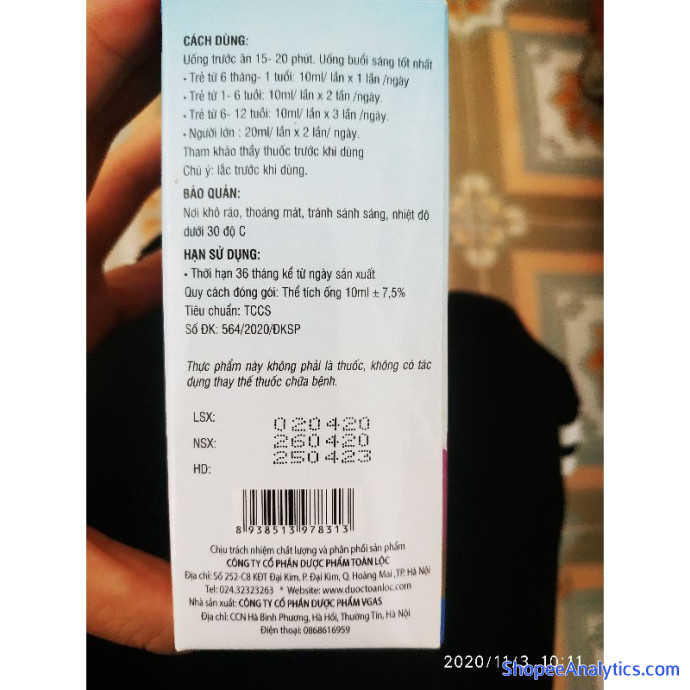 CÁCH DÙNG:
Uống trước ăn 15- 20 phút. Uống buổi sáng tốt nhất
• Trẻ từ 6 tháng- 1 tuổi: 10ml/ lần x 1 lần /ngày
• Trẻ từ 1- 6 tuổi: 10ml/ lần x 2 lần/ ngày.
• Trẻ từ 6- 12 tuổi: 10ml/ lần x 3 lần/ngày.
• Người lớn : 20ml/ lần x 2 lần/ ngày.
Tham khảo thầy thuốc trước khi dùng
Chú ý: lắc trước khi dùng.
BẢO QUẢN:
Nơi khô ráo, thoáng mát, tránh sánh sáng, nhiệt độ
dưới 30 độ C
HẠN SỬ DỤNG:
• Thời hạn 36 tháng kể từ ngày sản xuất
Quy cách đóng gói: Thể tích ống 10ml ± 7,5%
Tiêu chuẩn: TCCS
Số ĐK: 564/2020/ĐKSP
Thực phẩm này không phải là thuốc, không có tác
dụng thay thế thuốc chữa bệnh.
LSX: 020420
NSX: 260420
HD: 250423
8 938513 978313
Chịu trách nhiệm chất lượng và phân phối sản phẩm
CÔNG TY CỔ PHẦN DƯỢC PHẨM TOÀN LỘC
Địa chỉ: Số 252-C8 KĐT Đại Kim, P. Đại Kim, Q. Hoàng Mai, TP. Hà Nội
Tel: 024.32323263 * Website: www.duoctoanloc.com
Nhà sản xuất: CÔNG TY CỔ PHẦN DƯỢC PHẨM VGAS
Địa chỉ: CCN Hà Bình Phương, Hà Hồi, Thường Tín, Hà Nội
Điện thoại: 0868616959
2020/11/3 10:11
ShopeeAnalytics.com